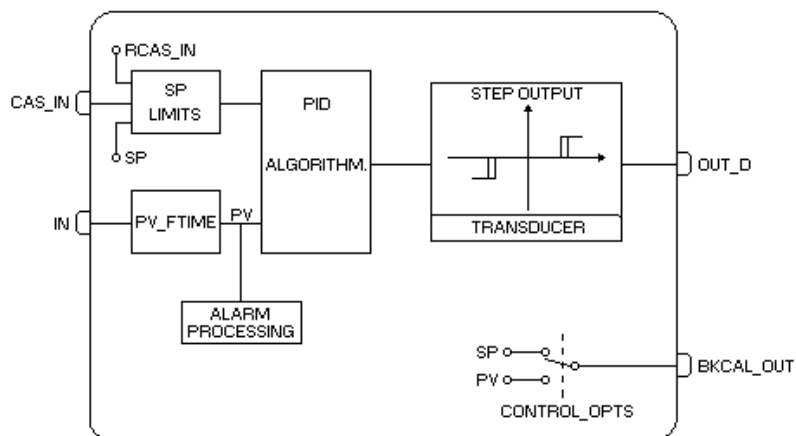 RCAS_IN
CAS_IN
SP
LIMITS
SP
PID
ALGORITHM.
STEP OUTPUT
TRANSDUCER
OUT_D
IN
PV_FTIME
PV
ALARM
PROCESSING
SP
PV
CONTROL_OPTS
BKCAL_OUT